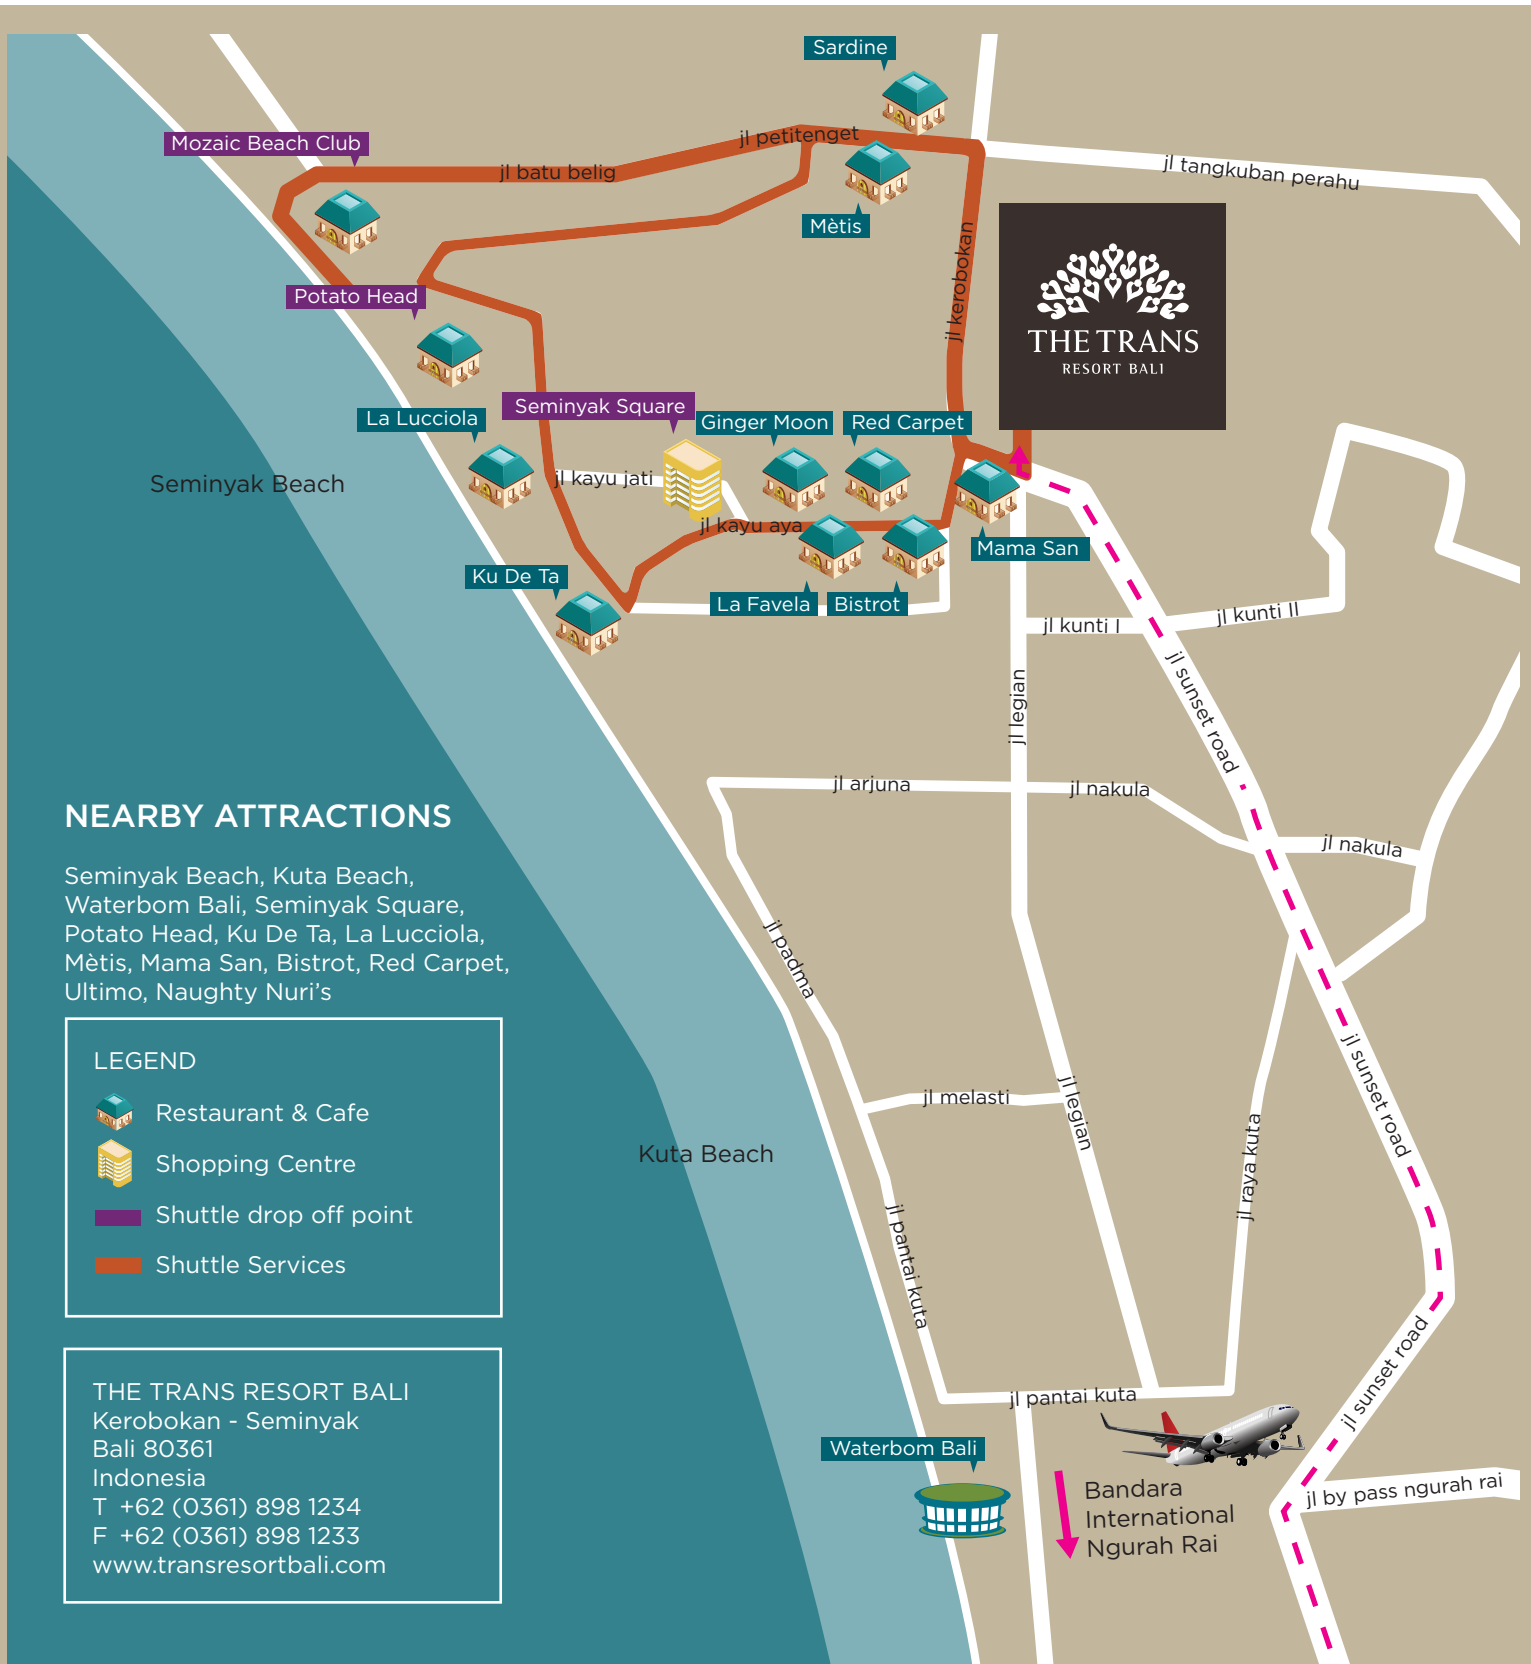 Sardine
Mozaic Beach Club
jl petitenget
jl batu belig
jl tangkuban perahu
Mètis
jl kerobokan
Potato Head
THE TRANS
RESORT BALI
Seminyak Square
La Lucciola
Ginger Moon
Red Carpet
Seminyak Beach
jl kayu jati
jl kayu aya
Mama San
Ku De Ta
La Favela
Bistrot
jl kunti I
jl kunti II
jl legian
jl sunset road
jl arjuna
jl nakula
jl nakula
NEARBY ATTRACTIONS
Seminyak Beach, Kuta Beach,
Waterbom Bali, Seminyak Square,
Potato Head, Ku De Ta, La Lucciola,
Mètis, Mama San, Bistrot, Red Carpet,
Ultimo, Naughty Nuri’s
jl padma
LEGEND
Restaurant & Cafe
Shopping Centre
Shuttle drop off point
Shuttle Services
jl melasti
jl legian
jl sunset road
jl raya kuta
Kuta Beach
jl pantai kuta
jl pantai kuta
jl sunset road
THE TRANS RESORT BALI
Kerobokan - Seminyak
Bali 80361
Indonesia
T +62 (0361) 898 1234
F +62 (0361) 898 1233
www.transresortbali.com
Waterbom Bali
Bandara
International
Ngurah Rai
jl by pass ngurah rai